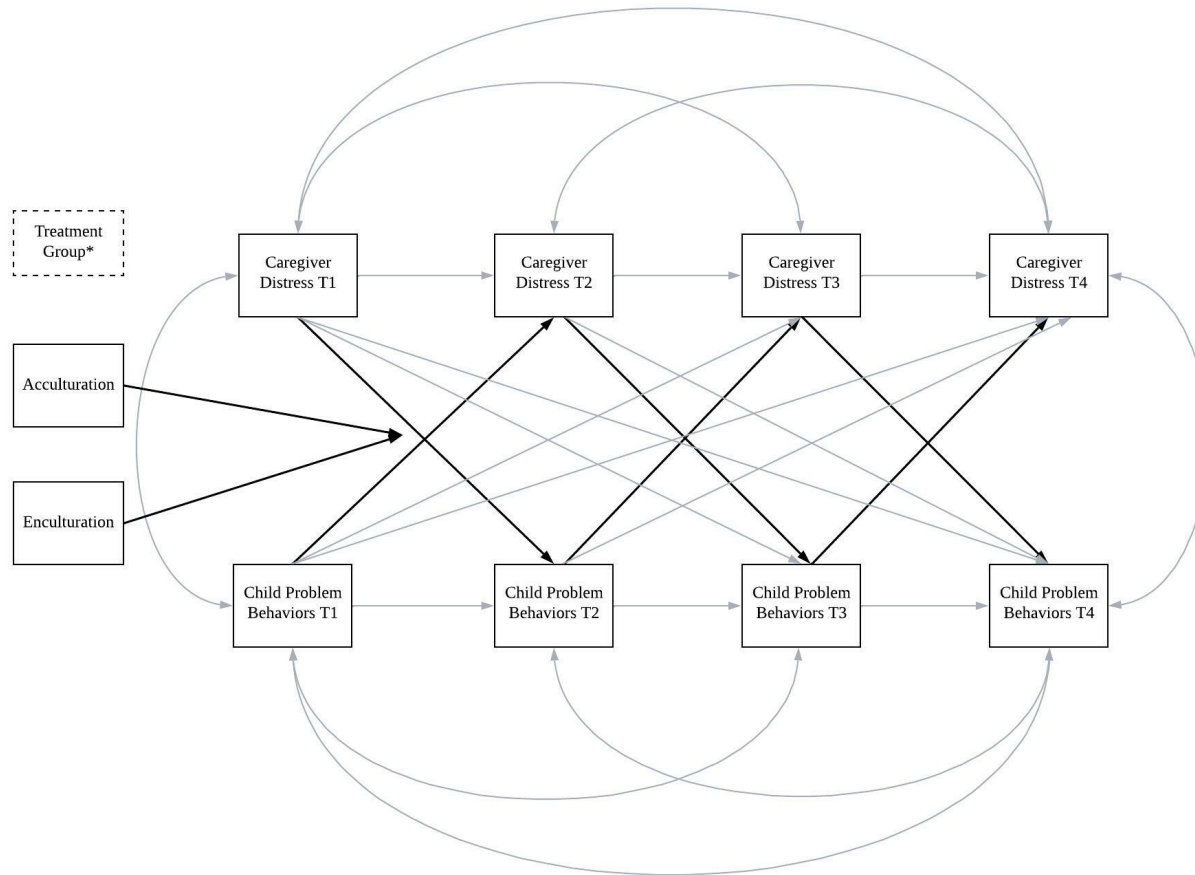 Treatment
Group*
Caregiver
Distress T1
Caregiver
Distress T2
Caregiver
Distress T3
Caregiver
Distress T4
Acculturation
Enculturation
Child Problem
Behaviors T1
Child Problem
Behaviors T2
Child Problem
Behaviors T3
Child Problem
Behaviors T4